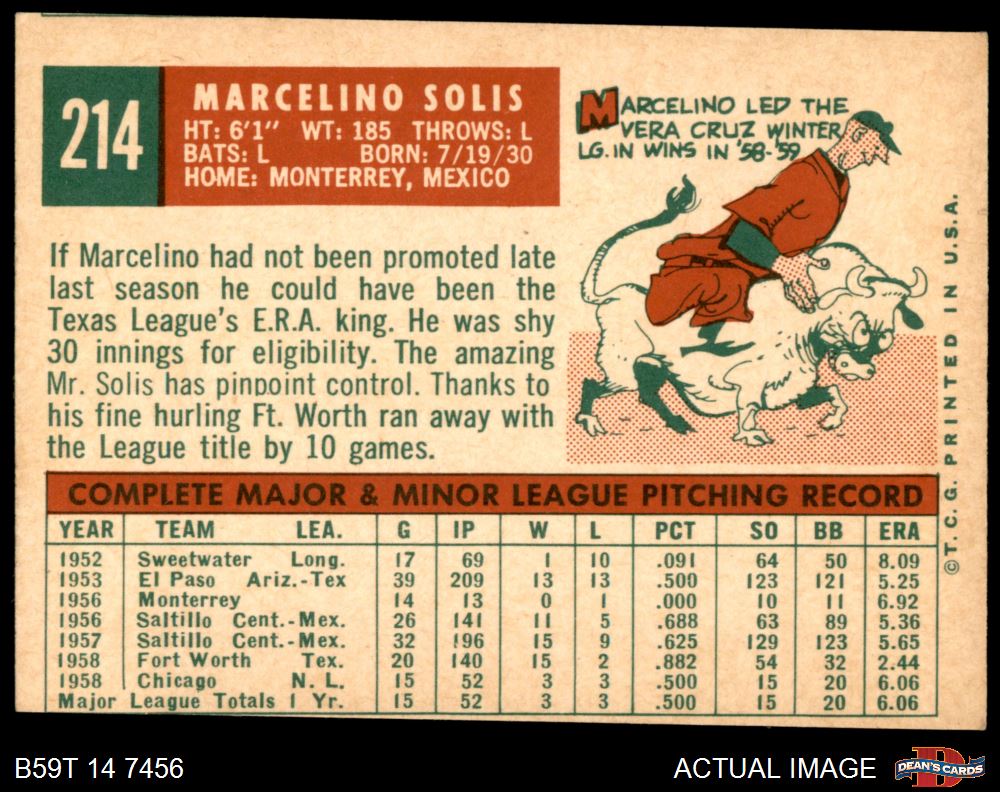 214
MARCELINO SOLIS
HT: 6'1" WT: 185 THROWS: L
BATS: L BORN: 7/19/30
HOME: MONTERREY, MEXICO
MARCELINO LED THE
VERA CRUZ WINTER
LG. IN WINS IN '58-'59
If Marcelino had not been promoted late
last season he could have been the
Texas League's E.R.A. king. He was shy
30 innings for eligibility. The amazing
Mr. Solis has pinpoint control. Thanks to
his fine hurling Ft. Worth ran away with
the League title by 10 games.
COMPLETE MAJOR & MINOR LEAGUE PITCHING RECORD
YEAR TEAM LEA. G IP W L PCT SO BB ERA
1952 Sweetwater Long. 17 69 1 10 .091 64 50 8.09
1953 El Paso Ariz.-Tex 39 209 13 13 .500 123 121 5.25
1956 Monterrey 14 13 0 1 .000 10 11 6.92
1956 Saltillo Cent.-Mex. 26 141 11 5 .688 63 89 5.36
1957 Saltillo Cent.-Mex. 32 196 15 9 .625 129 123 5.65
1958 Fort Worth Tex. 20 140 15 2 .882 54 32 2.44
1958 Chicago N. L. 15 52 3 3 .500 15 20 6.06
Major League Totals 1 Yr. 15 52 3 3 .500 15 20 6.06
©T. C. G. PRINTED IN U.S.A.
B59T 14 7456
ACTUAL IMAGE
DEAN'S CARDS